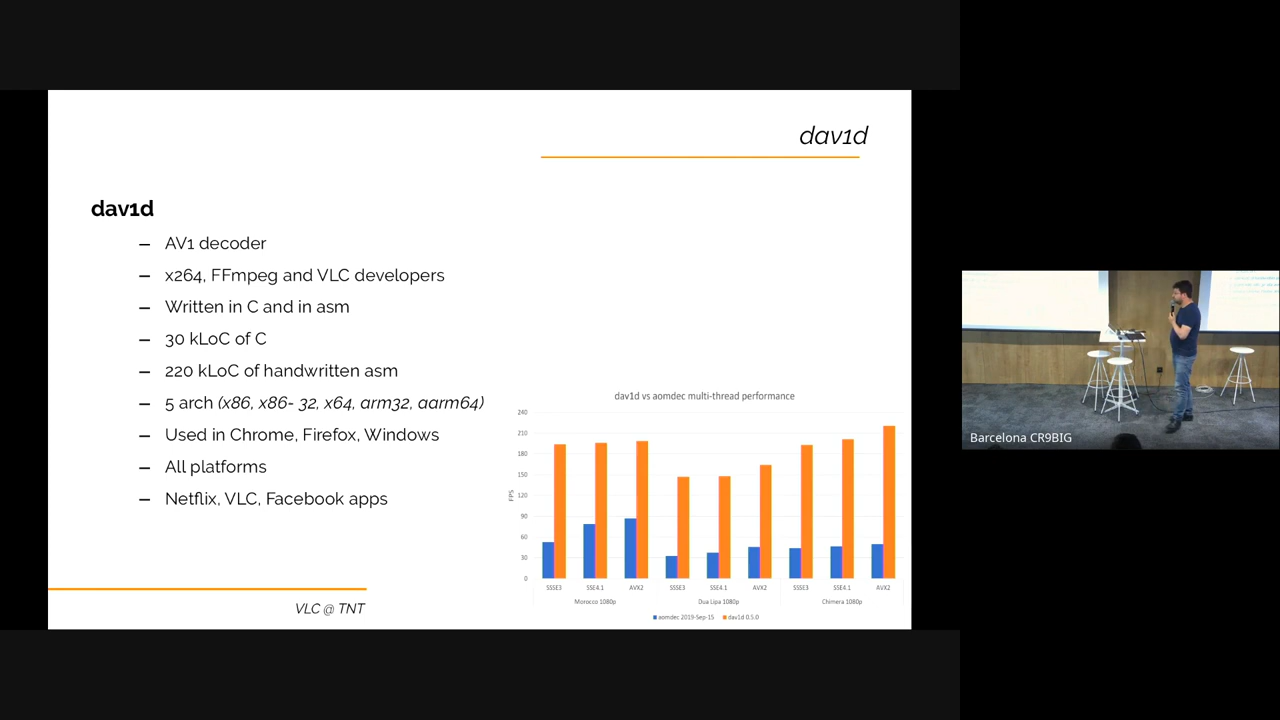 dav1d
dav1d
– AV1 decoder
– x264, FFmpeg and VLC developers
– Written in C and in asm
– 30 kLoC of C
– 220 kLoC of handwritten asm
– 5 arch (x86, x86- 32, x64, arm32, aarm64)
– Used in Chrome, Firefox, Windows
– All platforms
– Netflix, VLC, Facebook apps
dav1d vs aomdec multi-thread performance
240
210
180
150
120
90
60
30
0
FPS
SSSE3 SSE4.1 AVX2 SSSE3 SSE4.1 AVX2 SSSE3 SSE4.1 AVX2
Morocco 1080p Dua Lipa 1080p Chimera 1080p
aomdec 2019-Sep-15 dav1d 0.5.0
VLC @ TNT
Barcelona CR9BIG